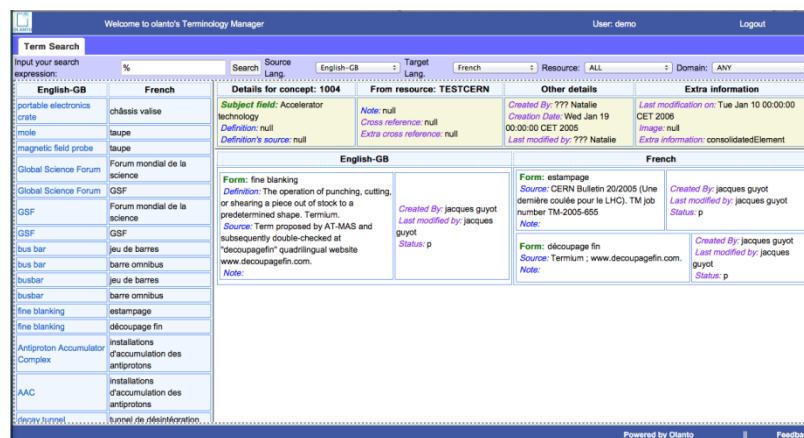 OLANTO
Welcome to olanto's Terminology Manager
User: demo
Logout
Term Search
Input your search
expression:
%
Search
Source
Lang.
English-GB
Target
Lang.
French
Resource:
ALL
Domain:
ANY
English-GB French
portable electronics
crate
châssis valise
mole taupe
magnetic field probe taupe
Global Science Forum
Forum mondial de la
science
Global Science Forum GSF
GSF
Forum mondial de la
science
GSF GSF
bus bar jeu de barres
bus bar barre omnibus
busbar jeu de barres
busbar barre omnibus
fine blanking estampage
fine blanking découpage fin
Antiproton Accumulator
Complex
installations
d'accumulation des
antiprotons
AAC
installations
d'accumulation des
antiprotons
decay tunnel tunnel de désintégration
Details for concept: 1004
Subject field: Accelerator
technology
Definition: null
Definition's source: null
From resource: TESTCERN
Note: null
Cross reference: null
Extra cross reference: null
Other details
Created By: ??? Natalie
Creation Date: Wed Jan 19
00:00:00 CET 2005
Last modified by: ??? Natalie
Extra information
Last modification on: Tue Jan 10 00:00:00
CET 2006
Image: null
Extra information: consolidatedElement
English-GB
Form: fine blanking
Definition: The operation of punching, cutting,
or shearing a piece out of stock to a
predetermined shape. Termium.
Source: Term proposed by AT-MAS and
subsequently double-checked at
"decoupagefin" quadrilingual website
www.decoupagefin.com.
Note:
Created By: jacques guyot
Last modified by: jacques
guyot
Status: p
French
Form: estampage
Source: CERN Bulletin 20/2005 (Une
dernière coulée pour le LHC). TM job
number TM-2005-655
Note:
Created By: jacques guyot
Last modified by: jacques
guyot
Status: p
Form: découpage fin
Source: Termium ; www.decoupagefin.com.
Note:
Created By: jacques guyot
Last modified by: jacques
guyot
Status: p
Powered by Olanto
||
Feedba